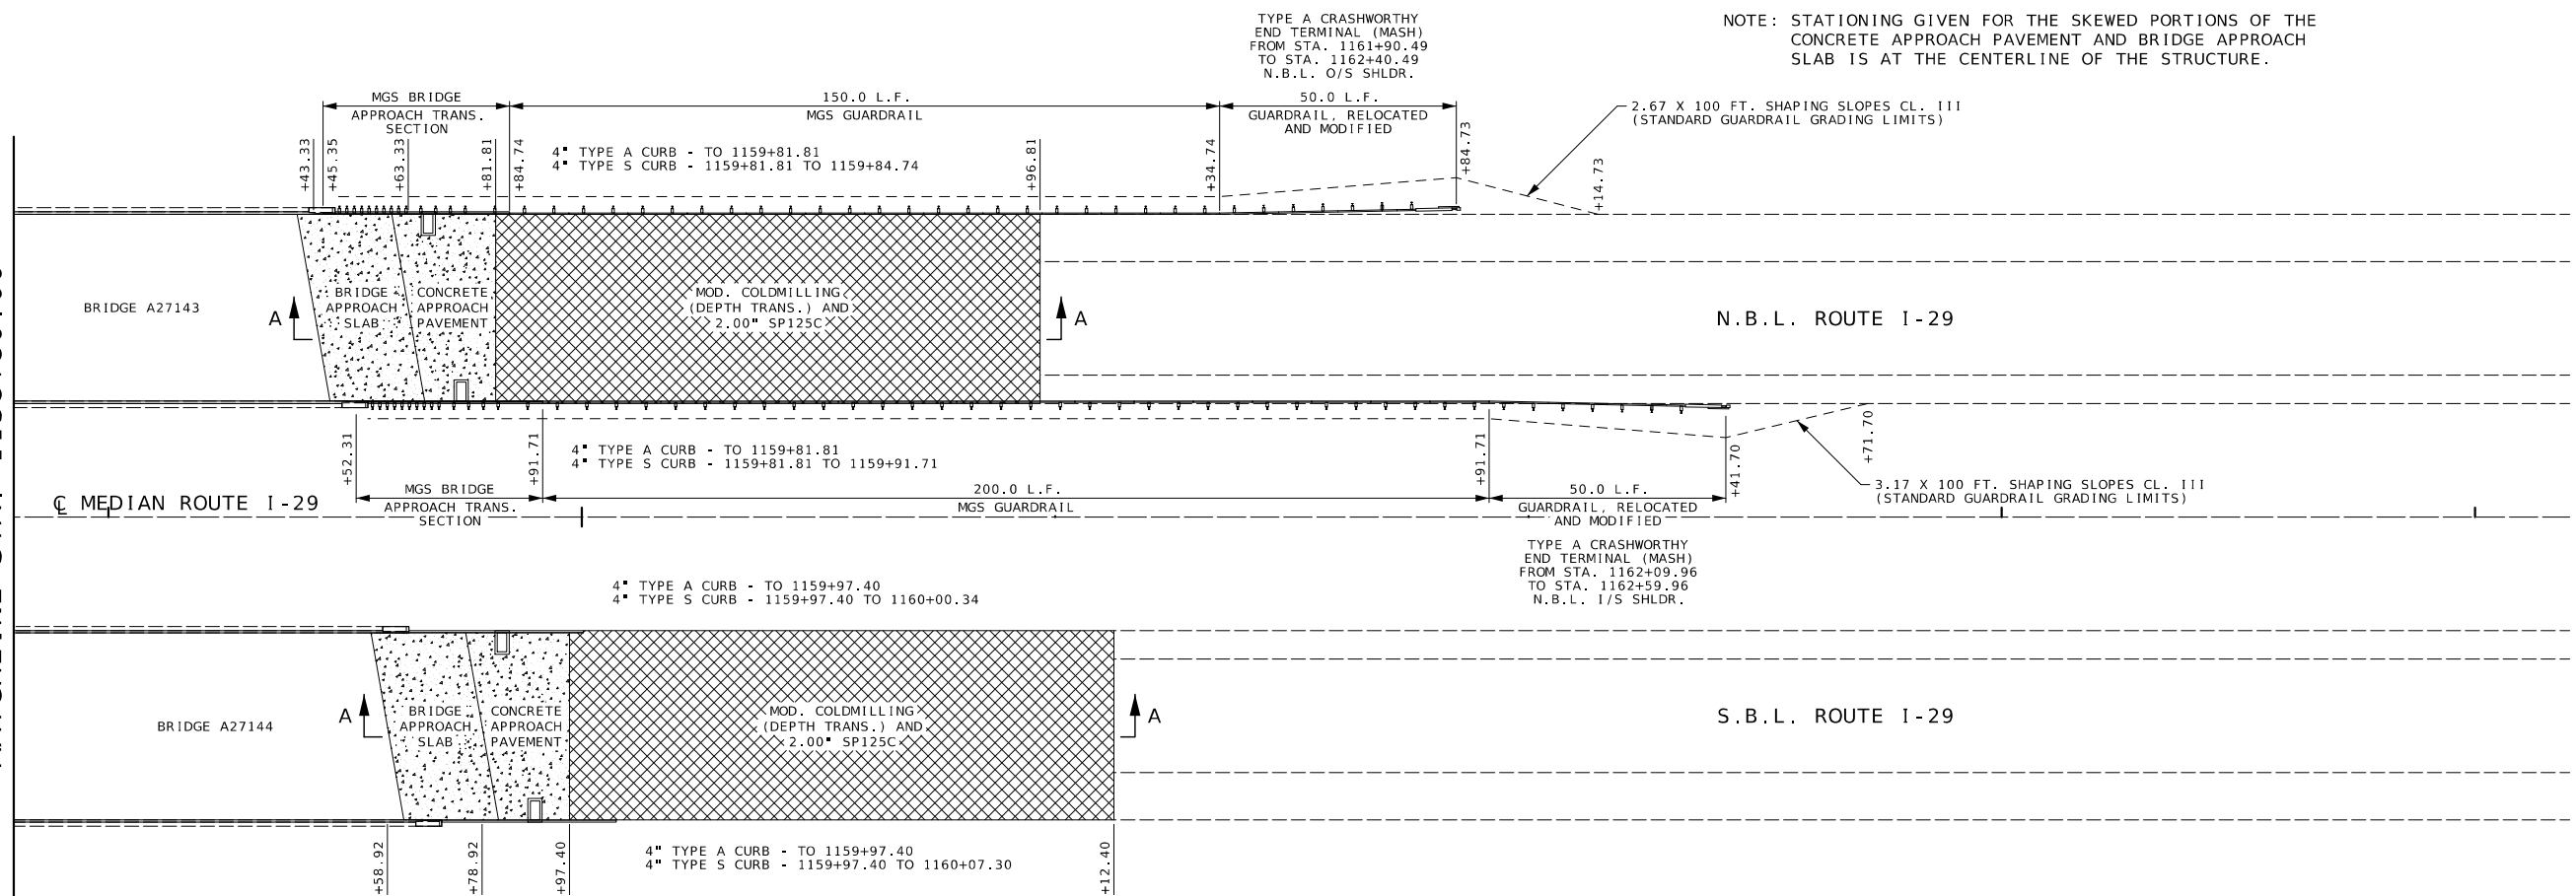 TYPE A CRASHWORTHY
END TERMINAL (MASH)
FROM STA. 1161+90.49
TO STA. 1162+40.49
N.B.L. O/S SHLDR.
NOTE: STATIONING GIVEN FOR THE SKEWED PORTIONS OF THE
CONCRETE APPROACH PAVEMENT AND BRIDGE APPROACH
SLAB IS AT THE CENTERLINE OF THE STRUCTURE.
MGS BRIDGE
APPROACH TRANS.
SECTION
150.0 L.F.
MGS GUARDRAIL
50.0 L.F.
GUARDRAIL, RELOCATED
AND MODIFIED
2.67 X 100 FT. SHAPING SLOPES CL. III
(STANDARD GUARDRAIL GRADING LIMITS)
+43.33
+45.35
+63.33
+81.81
+84.74
4" TYPE A CURB - TO 1159+81.81
4" TYPE S CURB - 1159+81.81 TO 1159+84.74
+96.81
+34.74
+84.73
+14.73
BRIDGE A27143
A
BRIDGE
APPROACH
SLAB
CONCRETE
APPROACH
PAVEMENT
MOD. COLDMILLING
(DEPTH TRANS.) AND
2.00" SP125C
A
N.B.L. ROUTE I-29
+52.31
+91.71
4" TYPE A CURB - TO 1159+81.81
4" TYPE S CURB - 1159+81.81 TO 1159+91.71
+91.71
+41.70
+71.70
3.17 X 100 FT. SHAPING SLOPES CL. III
(STANDARD GUARDRAIL GRADING LIMITS)
℄ MEDIAN ROUTE I-29
MGS BRIDGE
APPROACH TRANS.
SECTION
200.0 L.F.
MGS GUARDRAIL
50.0 L.F.
GUARDRAIL, RELOCATED
AND MODIFIED
TYPE A CRASHWORTHY
END TERMINAL (MASH)
FROM STA. 1162+09.96
TO STA. 1162+59.96
N.B.L. I/S SHLDR.
4" TYPE A CURB - TO 1159+97.40
4" TYPE S CURB - 1159+97.40 TO 1160+00.34
BRIDGE A27144
A
BRIDGE
APPROACH
SLAB
CONCRETE
APPROACH
PAVEMENT
MOD. COLDMILLING
(DEPTH TRANS.) AND
2.00" SP125C
A
S.B.L. ROUTE I-29
+58.92
+78.92
+97.40
4" TYPE A CURB - TO 1159+97.40
4" TYPE S CURB - 1159+97.40 TO 1160+07.30
+12.40